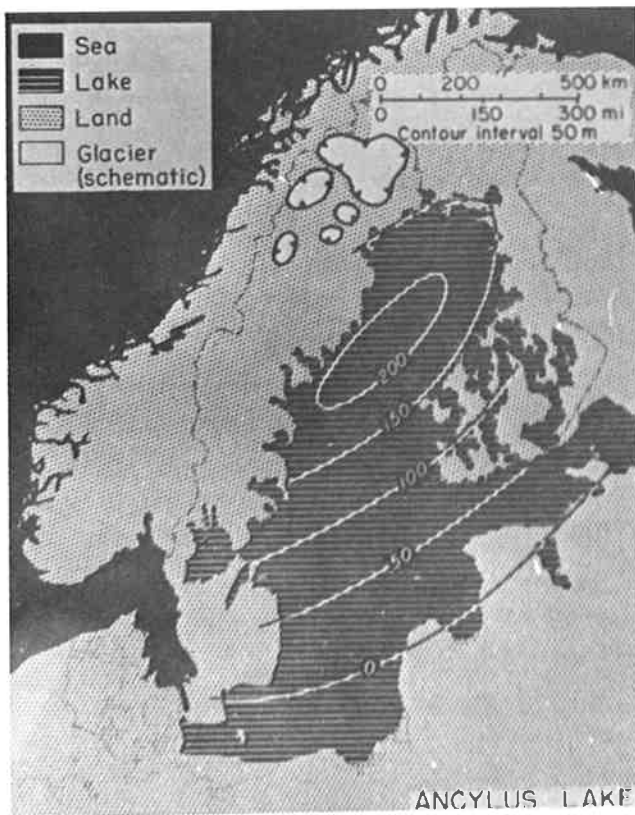 Sea
Lake
Land
Glacier
(schematic)
0 200 500 km
0 150 300 mi
Contour interval 50 m
200
150
100
50
0
ANCYLUS LAKE